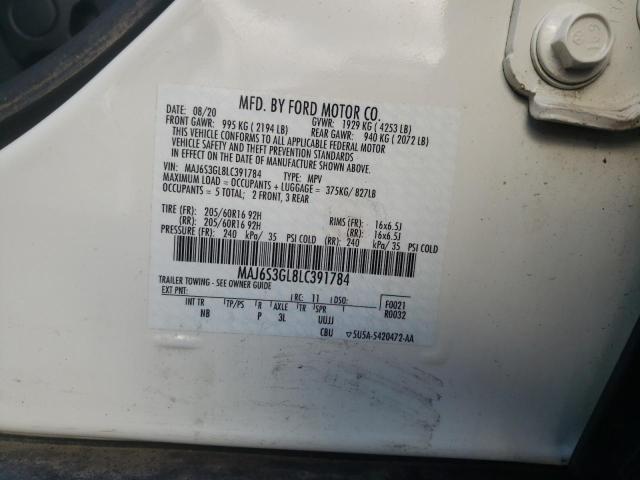 MFD. BY FORD MOTOR CO.
DATE: 08/20 GVWR: 1929 KG ( 4253 LB)
FRONT GAWR: 995 KG ( 2194 LB) REAR GAWR: 940 KG ( 2072 LB)
THIS VEHICLE CONFORMS TO ALL APPLICABLE FEDERAL MOTOR
VEHICLE SAFETY AND THEFT PREVENTION STANDARDS
IN EFFECT ON THE DATE OF MANUFACTURE SHOWN ABOVE.
VIN: MAJ6S3GL8LC391784 TYPE: MPV
MAXIMUM LOAD = OCCUPANTS + LUGGAGE = 375KG/ 827LB
OCCUPANTS = 5 TOTAL; 2 FRONT, 3 REAR
TIRE (FR): 205/60R16 92H RIMS (FR): 16x6.5J
(RR): 205/60R16 92H (RR): 16x6.5J
PRESSURE (FR): 240 kPa/ 35 PSI COLD (RR): 240 kPa/ 35 PSI COLD
MAJ6S3GL8LC391784
TRAILER TOWING - SEE OWNER GUIDE
EXT PNT: RC: 11 DSO: F0021
R0032
INT TR TP/PS R AXLE TR SPR
NB P 3L UUJJ
CBU 5U5A-5420472-AA